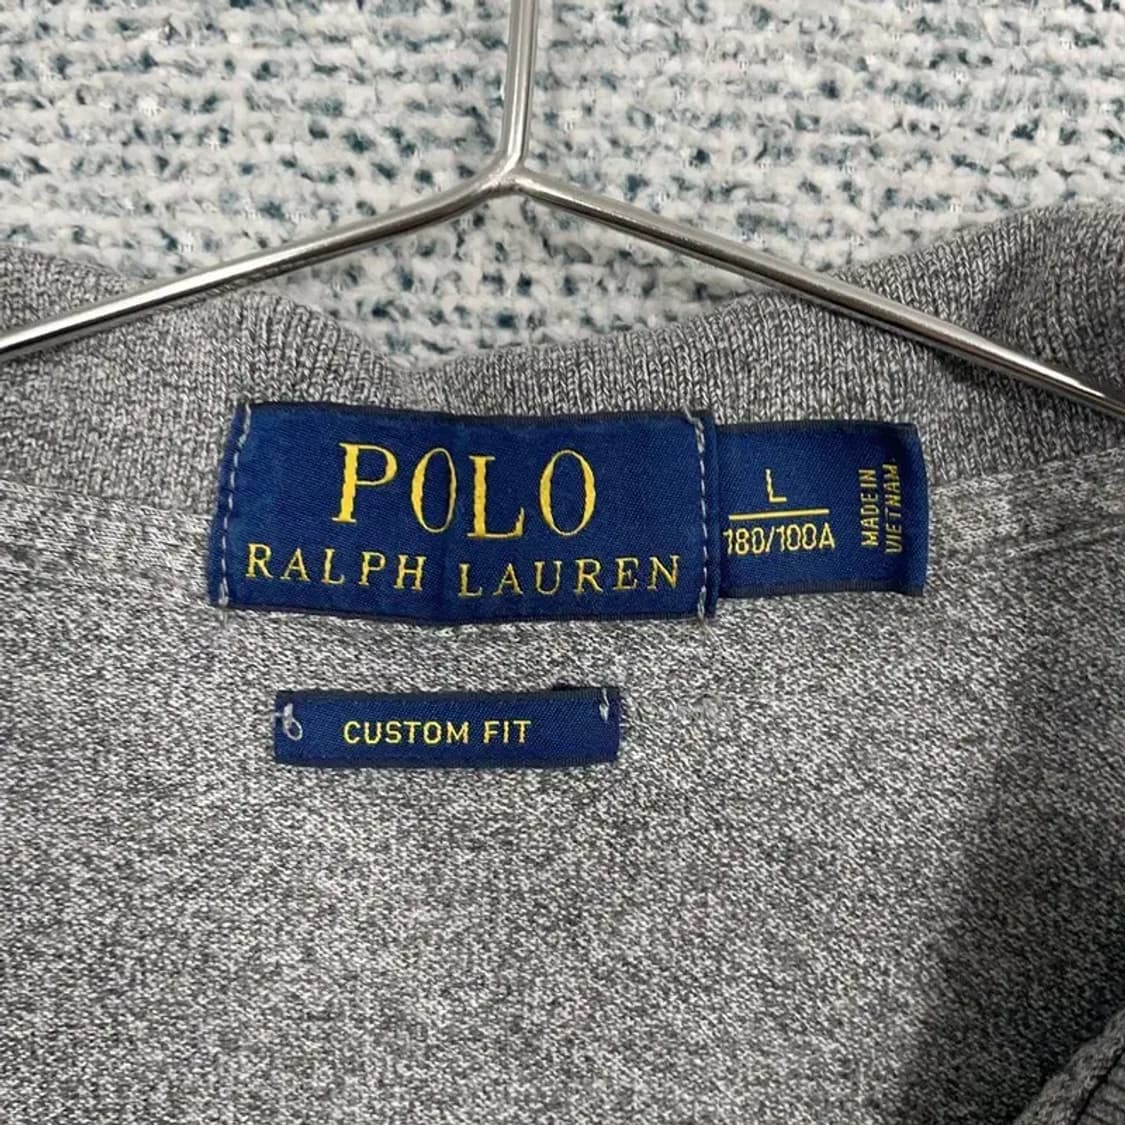 POLO
RALPH LAUREN
L
180/100A
MADE IN
VIETNAM.
CUSTOM FIT